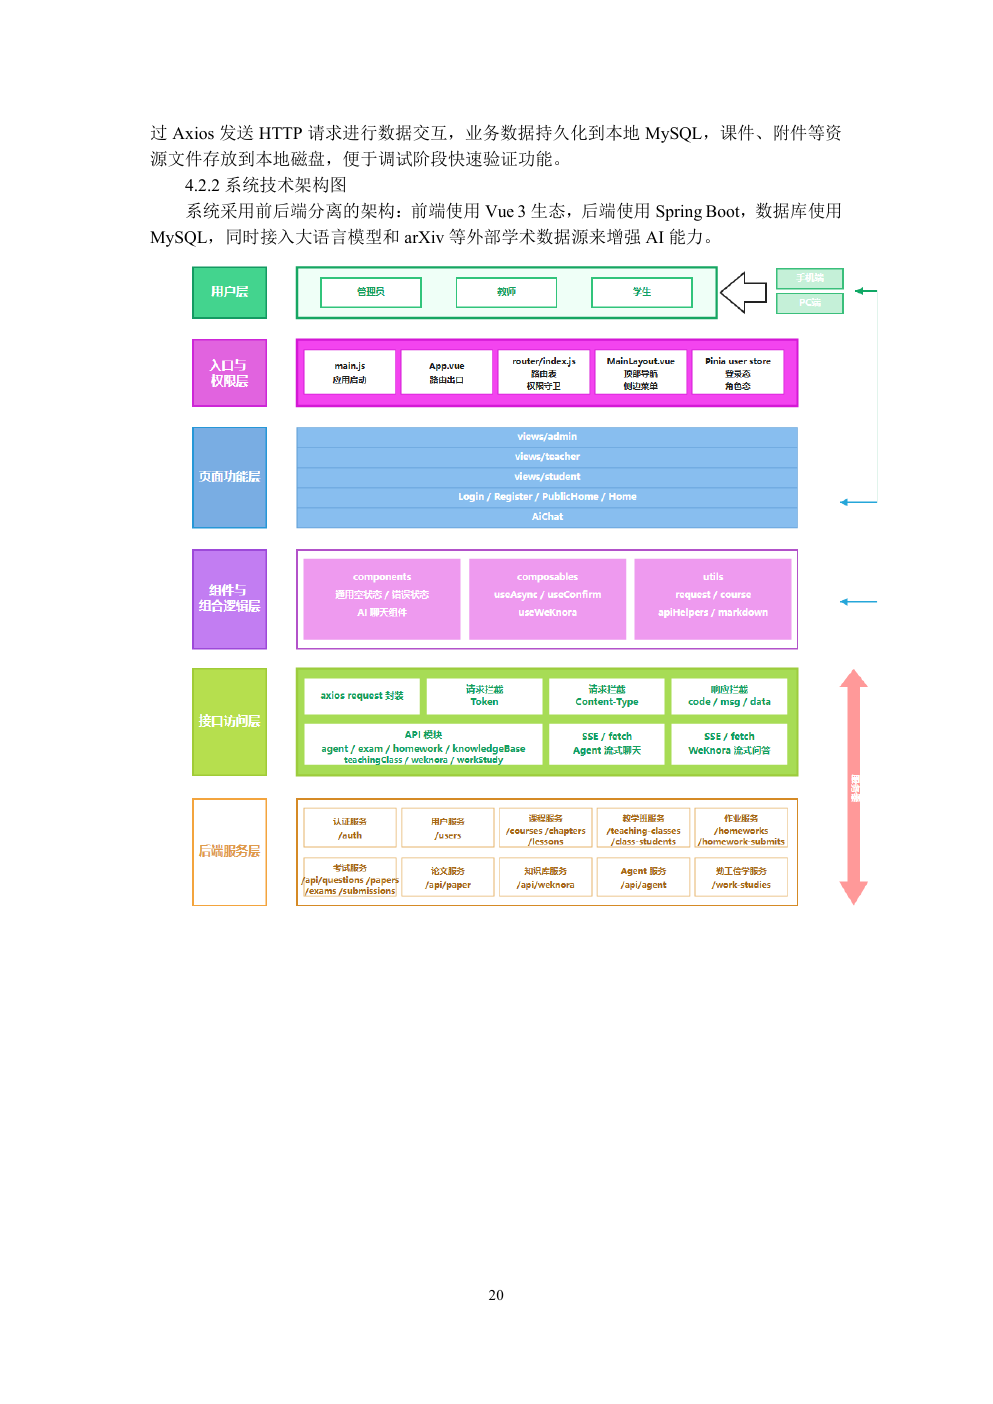 过 Axios 发送 HTTP 请求进行数据交互，业务数据持久化到本地 MySQL，课件、附件等资
源文件存放到本地磁盘，便于调试阶段快速验证功能。
4.2.2 系统技术架构图
系统采用前后端分离的架构：前端使用 Vue 3 生态，后端使用 Spring Boot，数据库使用
MySQL，同时接入大语言模型和 arXiv 等外部学术数据源来增强 AI 能力。
用户层
管理员
教师
学生
手机端
PC端
入口与
权限层
main.js
应用启动
App.vue
路由出口
router/index.js
路由表
权限守卫
MainLayout.vue
顶部导航
侧边菜单
Pinia user store
登录态
角色态
页面功能层
views/admin
views/teacher
views/student
Login / Register / PublicHome / Home
AiChat
组件与
组合逻辑层
components
通用空状态 / 错误状态
AI 聊天组件
composables
useAsync / useConfirm
useWeKnora
utils
request / course
apiHelpers / markdown
接口访问层
axios request 封装
请求拦截
Token
请求拦截
Content-Type
响应拦截
code / msg / data
API 模块
agent / exam / homework / knowledgeBase
teachingClass / weknora / workStudy
SSE / fetch
Agent 流式聊天
SSE / fetch
WeKnora 流式问答
后端服务层
认证服务
/auth
用户服务
/users
课程服务
/courses /chapters
/lessons
教学班服务
/teaching-classes
/class-students
作业服务
/homeworks
/homework-submits
考试服务
/api/questions /papers
/exams /submissions
论文服务
/api/paper
知识库服务
/api/weknora
Agent 服务
/api/agent
勤工俭学服务
/work-studies
20